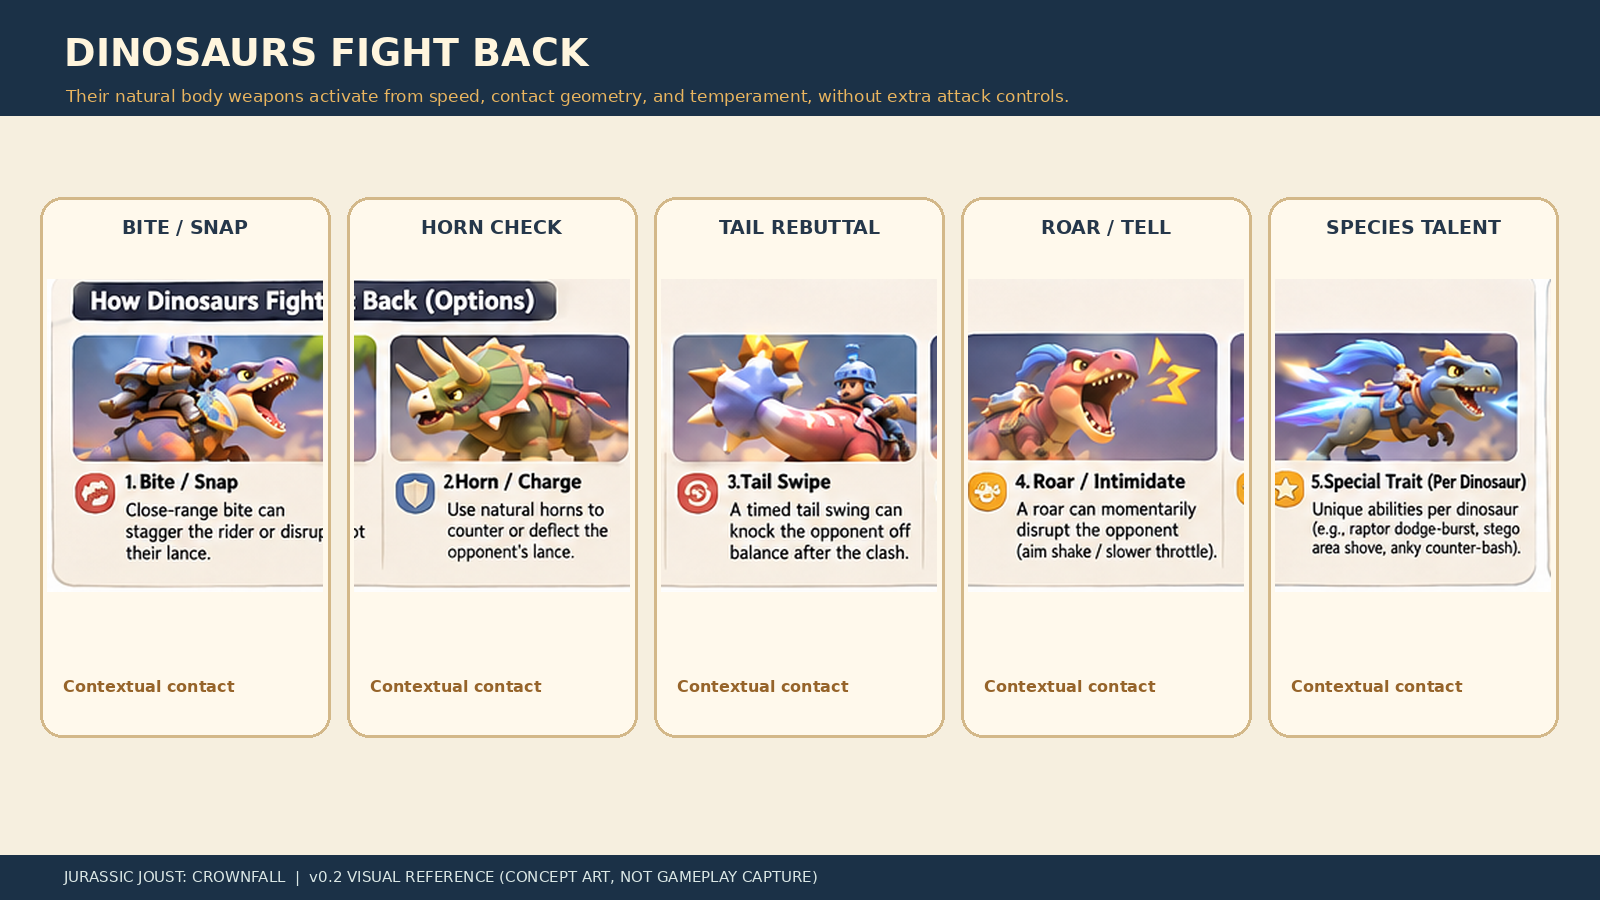 DINOSAURS FIGHT BACK
Their natural body weapons activate from speed, contact geometry, and temperament, without extra attack controls.
BITE / SNAP
How Dinosaurs Fight
1.Bite / Snap
Close-range bite can
stagger the rider or disrup
their lance.
Contextual contact
HORN CHECK
t Back (Options)
2Horn / Charge
ot
Use natural horns to
counter or deflect the
opponent's lance.
Contextual contact
TAIL REBUTTAL
3.Tail Swipe
A timed tail swing can
knock the opponent off
balance after the clash.
Contextual contact
ROAR / TELL
4. Roar / Intimidate
A roar can momentarily
disrupt the opponent
(aim shake / slower throttle).
Contextual contact
SPECIES TALENT
5.Special Trait (Per Dinosaur)
Unique abilities per dinosaur
(e.g., raptor dodge-burst, stego
area shove, anky counter-bash).
Contextual contact
JURASSIC JOUST: CROWNFALL | v0.2 VISUAL REFERENCE (CONCEPT ART, NOT GAMEPLAY CAPTURE)